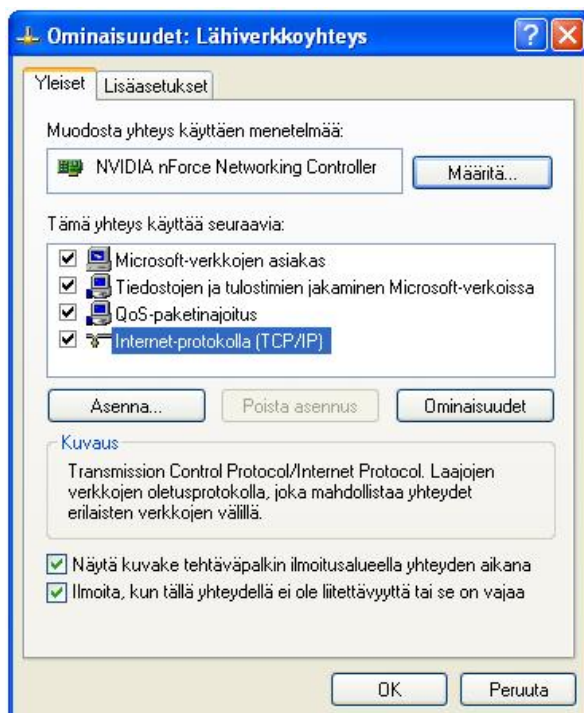 Ominaisuudet: Lähiverkkoyhteys
Yleiset
Lisäasetukset
Muodosta yhteys käyttäen menetelmää:
NVIDIA nForce Networking Controller
Määritä...
Tämä yhteys käyttää seuraavia:
Microsoft-verkkojen asiakas
Tiedostojen ja tulostimien jakaminen Microsoft-verkoissa
QoS-paketinajoitus
Internet-protokolla (TCP/IP)
Asenna...
Poista asennus
Ominaisuudet
Kuvaus
Transmission Control Protocol/Internet Protocol. Laajojen
verkkojen oletusprotokolla, joka mahdollistaa yhteydet
erilaisten verkkojen välillä.
Näytä kuvake tehtäväpalkin ilmoitusalueella yhteyden aikana
Ilmoita, kun tällä yhteydellä ei ole liitettävyyttä tai se on vajaa
OK
Peruuta